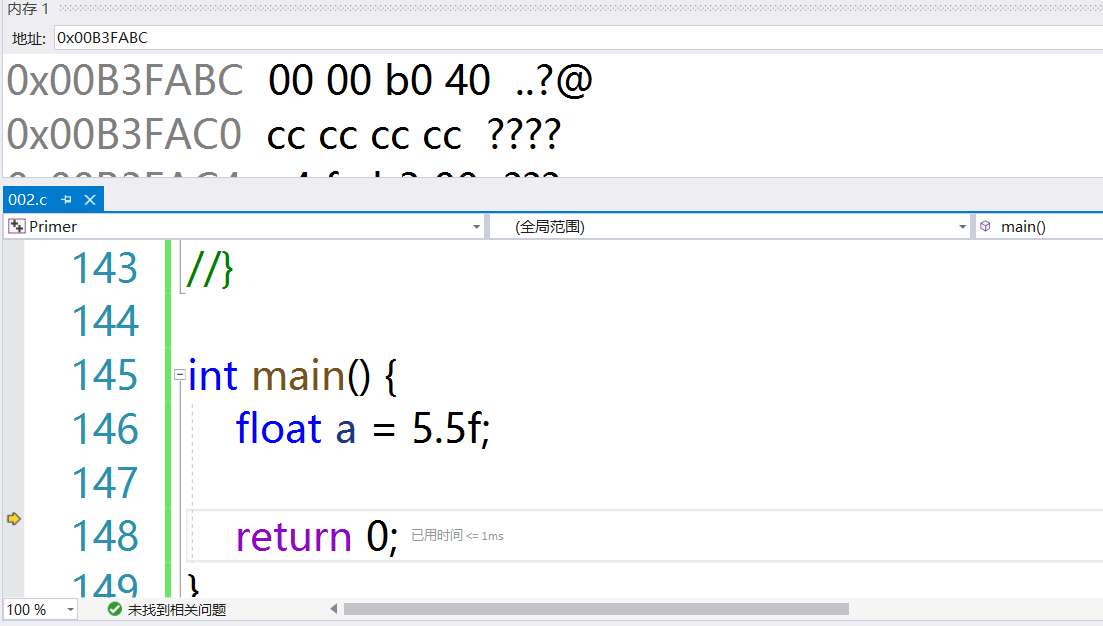 内存 1
地址: 0x00B3FABC
0x00B3FABC 00 00 b0 40 ..?@
0x00B3FAC0 cc cc cc cc ????
002.c
Primer (全局范围) main()
143 //}
144
145 int main() {
146 float a = 5.5f;
147
148 return 0; 已用时间 <= 1ms
149 }
100 % 未找到相关问题